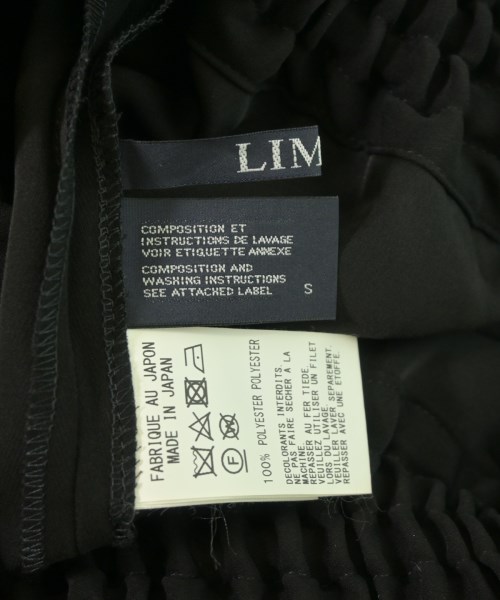 LIM
COMPOSITION ET
INSTRUCTIONS DE LAVAGE
VOIR ETIQUETTE ANNEXE
COMPOSITION AND
WASHING INSTRUCTIONS
SEE ATTACHED LABEL S
FABRIQUE AU JAPON
MADE IN JAPAN
F
100% POLYESTER POLYESTER
DECOLORANTS INTERDITS.
NE PAS FAIRE SECHER A LA
MACHINE.
REPASSER AU FER TIEDE.
VEUILLEZ UTILISER UN FILET
LORS DU LAVAGE.
VEUILLER LAVER SEPAREMENT.
REPASSER AVEC UNE ETOFFE.